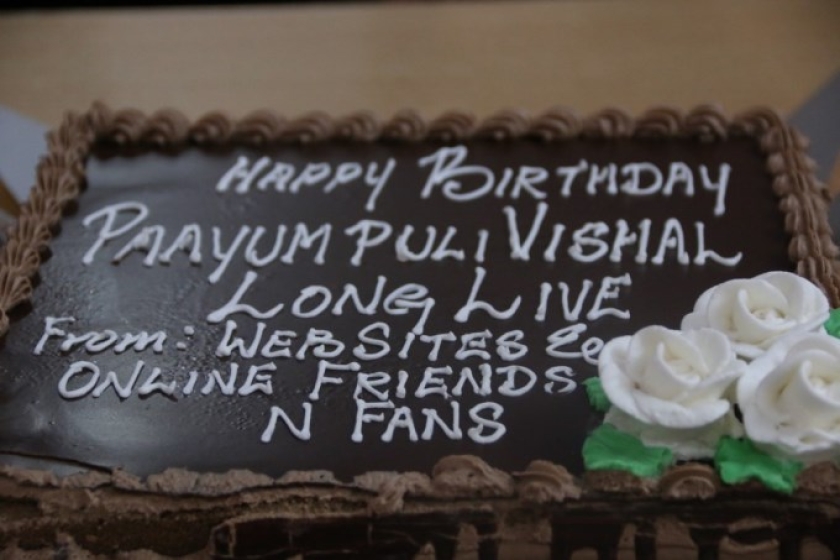 HAPPY BIRTHDAY
PAAYUM PULI VISHAL
LONG LIVE
From: WEBSITES &
ONLINE FRIENDS
N FANS